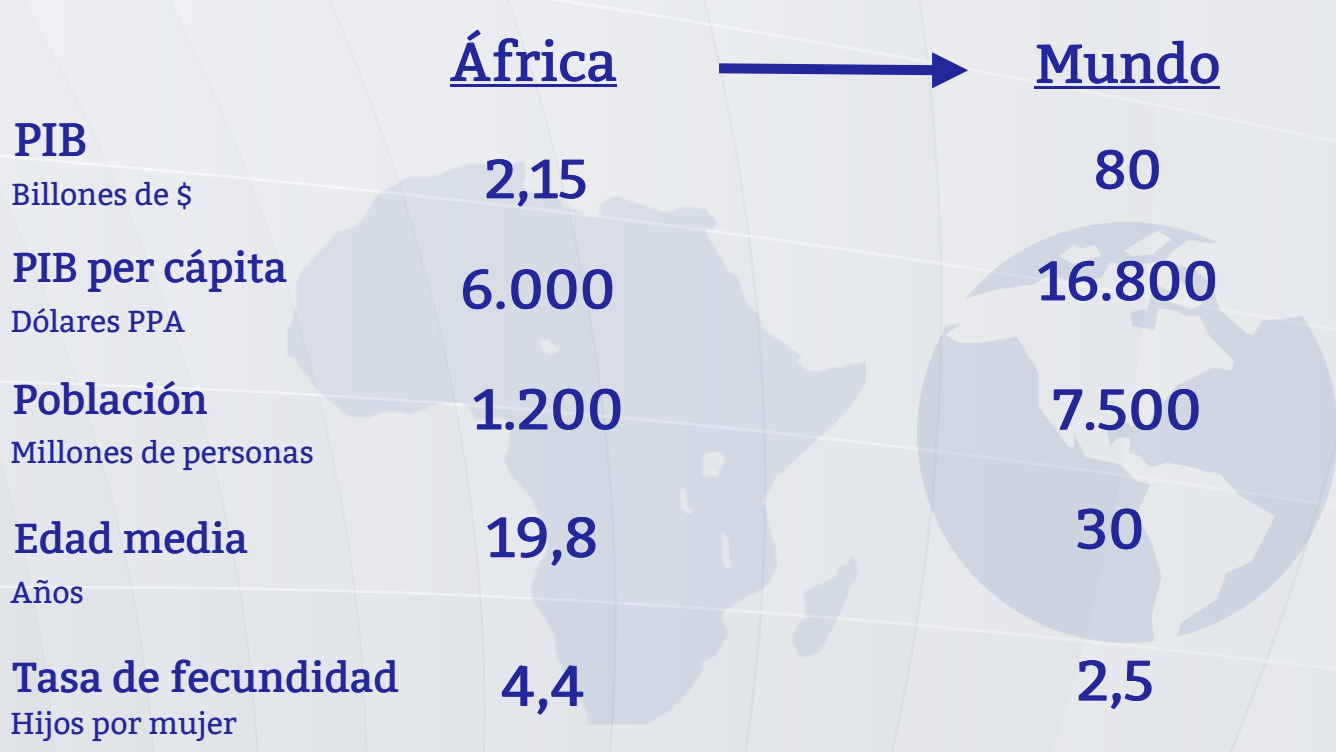 África Mundo
PIB 2,15 80
Billones de $
PIB per cápita 6.000 16.800
Dólares PPA
Población 1.200 7.500
Millones de personas
Edad media 19,8 30
Años
Tasa de fecundidad 4,4 2,5
Hijos por mujer